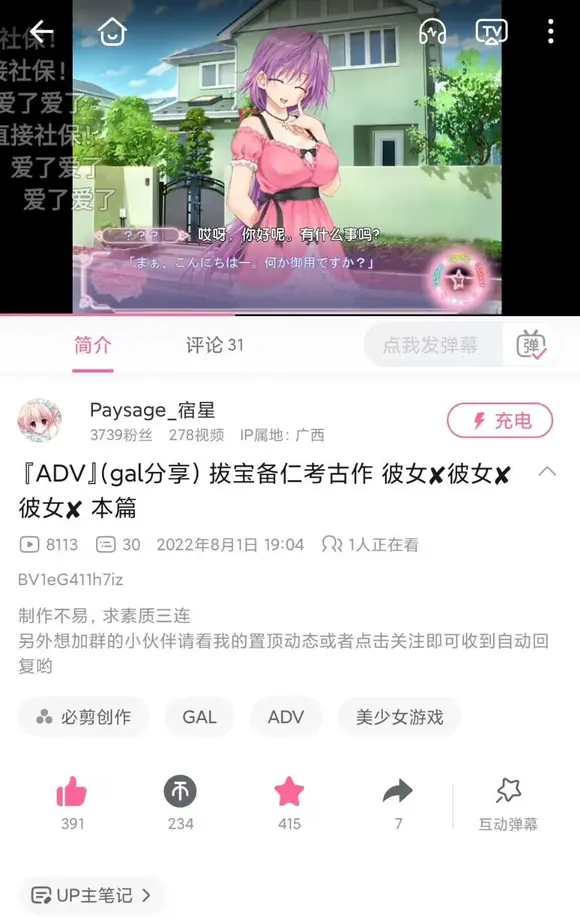 社保!
TV
接社保!
爱了爱了
直接社保!
爱了爱了
爱了爱了
???
哎呀,你好呢。有什么事吗?
「まぁ、こんにちはー。何か御用ですか?」
简介
评论 31
点我发弹幕
弹
Paysage_宿星
3739粉丝 278视频 IP属地:广西
充电
『ADV』(gal分享) 拔宝备仁考古作 彼女✘彼女✘
彼女✘ 本篇
8113 30 2022年8月1日 19:04 1人正在看
BV1eG411h7iz
制作不易,求素质三连
另外想加群的小伙伴请看我的置顶动态或者点击关注即可收到自动回
复哟
必剪创作 GAL ADV 美少女游戏
391 234 415 7 互动弹幕
UP主笔记